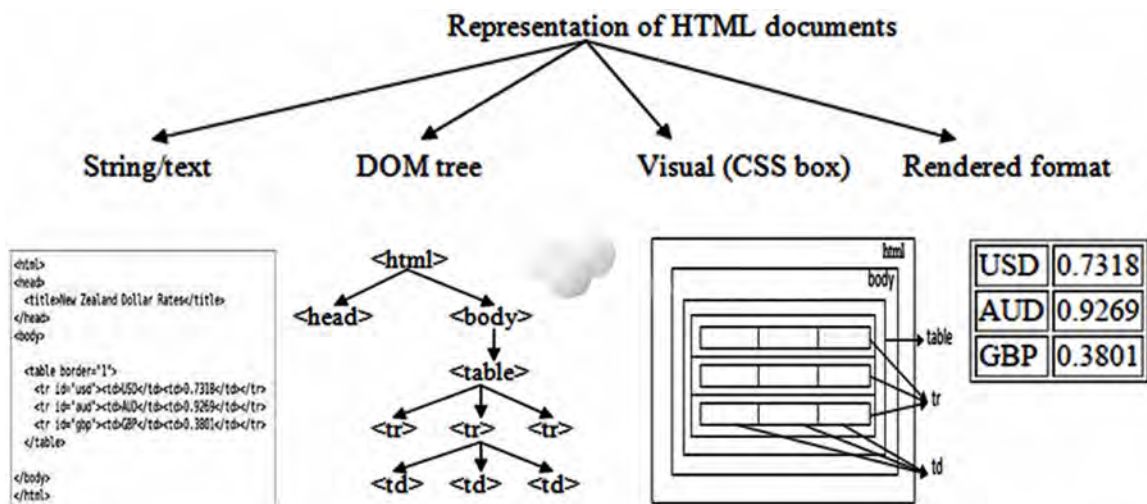 Representation of HTML documents
String/text
DOM tree
Visual (CSS box)
Rendered format
<html>
<head>
<title>New Zealand Dollar Rates</title>
</head>
<body>
<table border="1">
<tr id="usd"><td>USD</td><td>0.7318</td></tr>
<tr id="aud"><td>AUD</td><td>0.9269</td></tr>
<tr id="gbp"><td>GBP</td><td>0.3801</td></tr>
</table>
</body>
</html>
<html>
<head> <body>
<table>
<tr> <tr> <tr>
<td> <td> <td>
html
body
table
tr
td
USD 0.7318
AUD 0.9269
GBP 0.3801